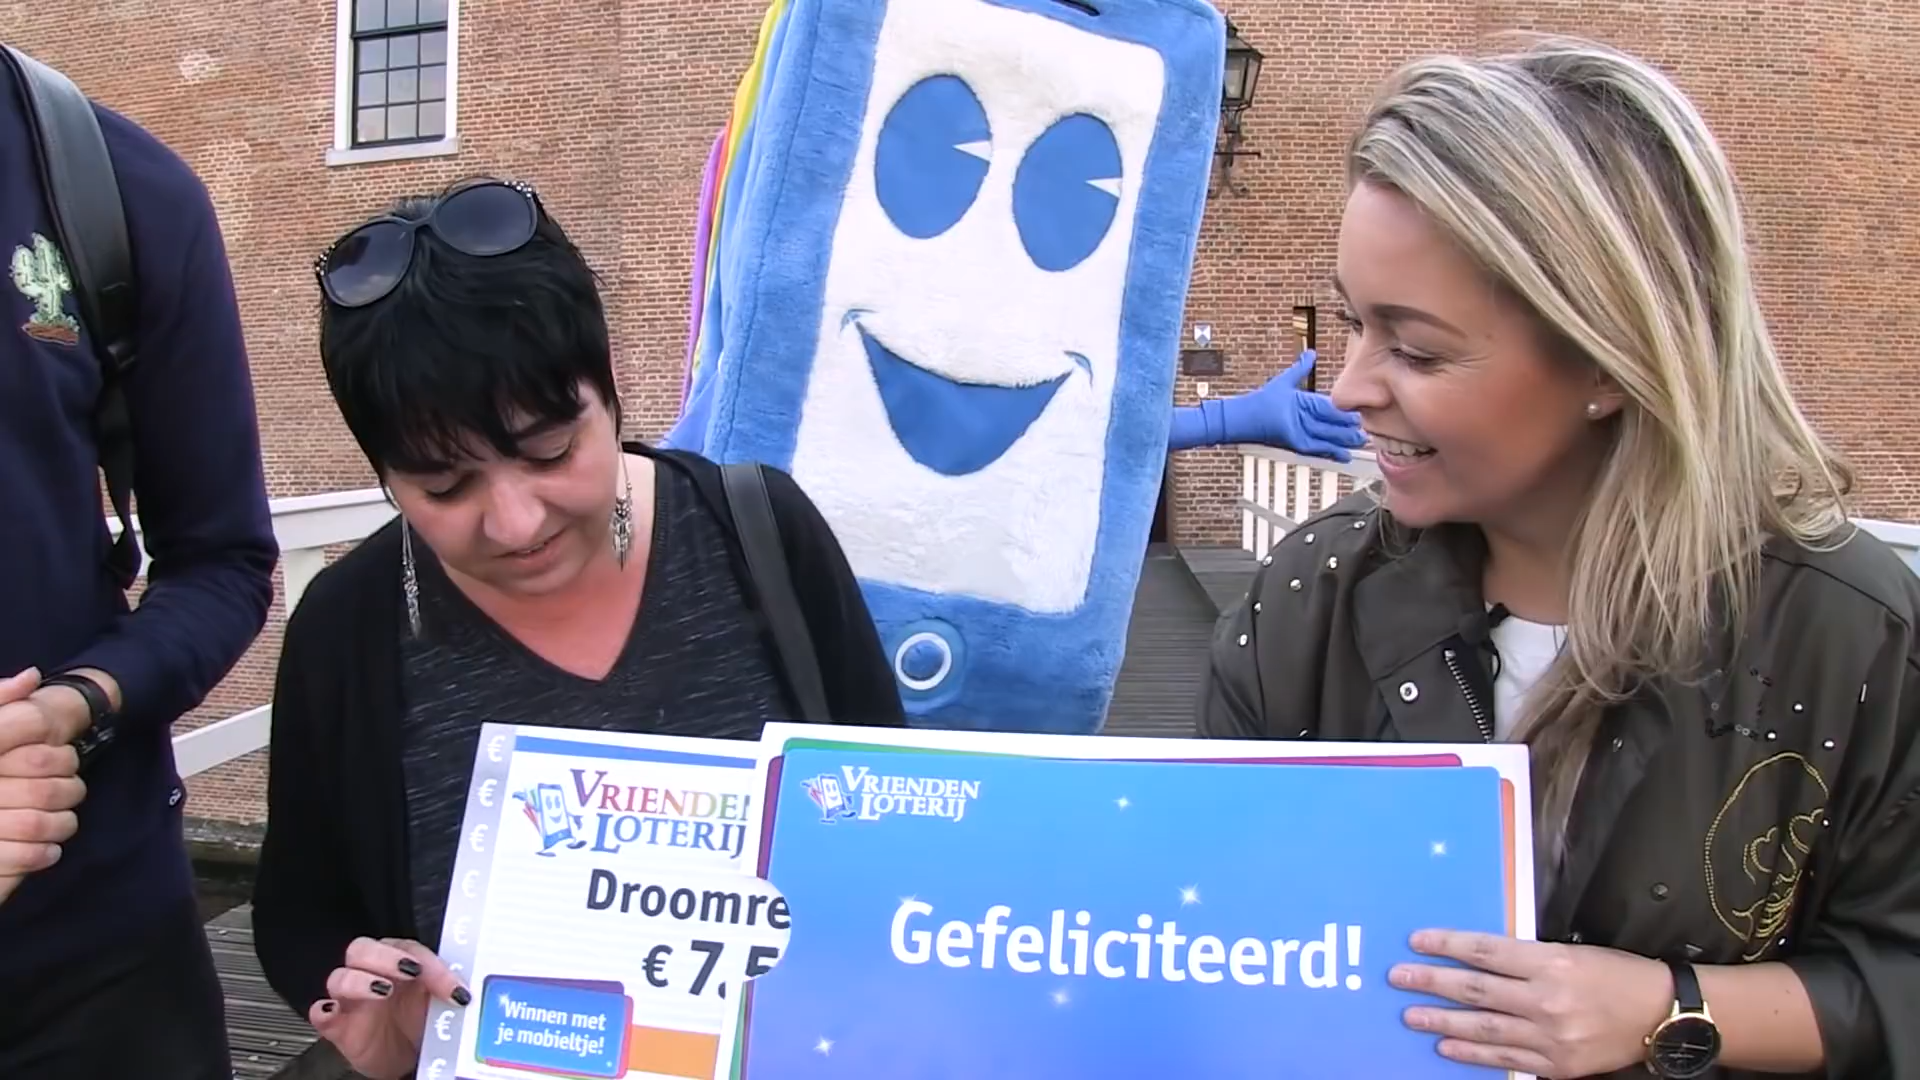 VRIENDEN
LOTERIJ
Droomre
€ 7.5
Winnen met
je mobieltje!
VRIENDEN
LOTERIJ
Gefeliciteerd!
€
€
€
€
€
€
€
€